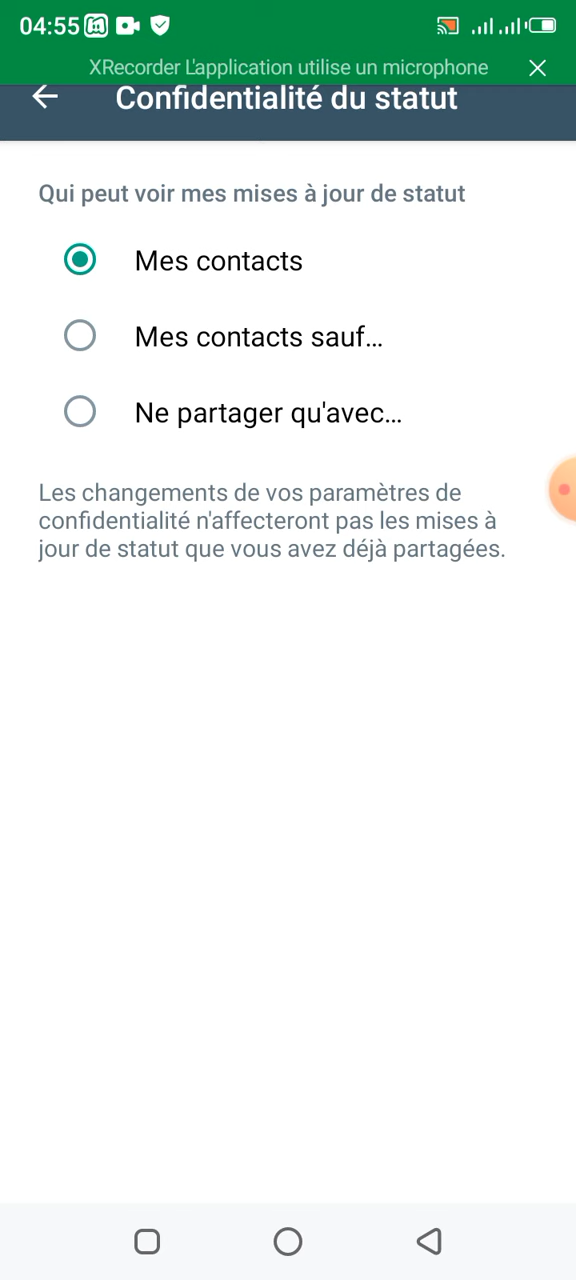 04:55
XRecorder L'application utilise un microphone
Confidentialité du statut
Qui peut voir mes mises à jour de statut
Mes contacts
Mes contacts sauf...
Ne partager qu'avec...
Les changements de vos paramètres de
confidentialité n'affecteront pas les mises à
jour de statut que vous avez déjà partagées.